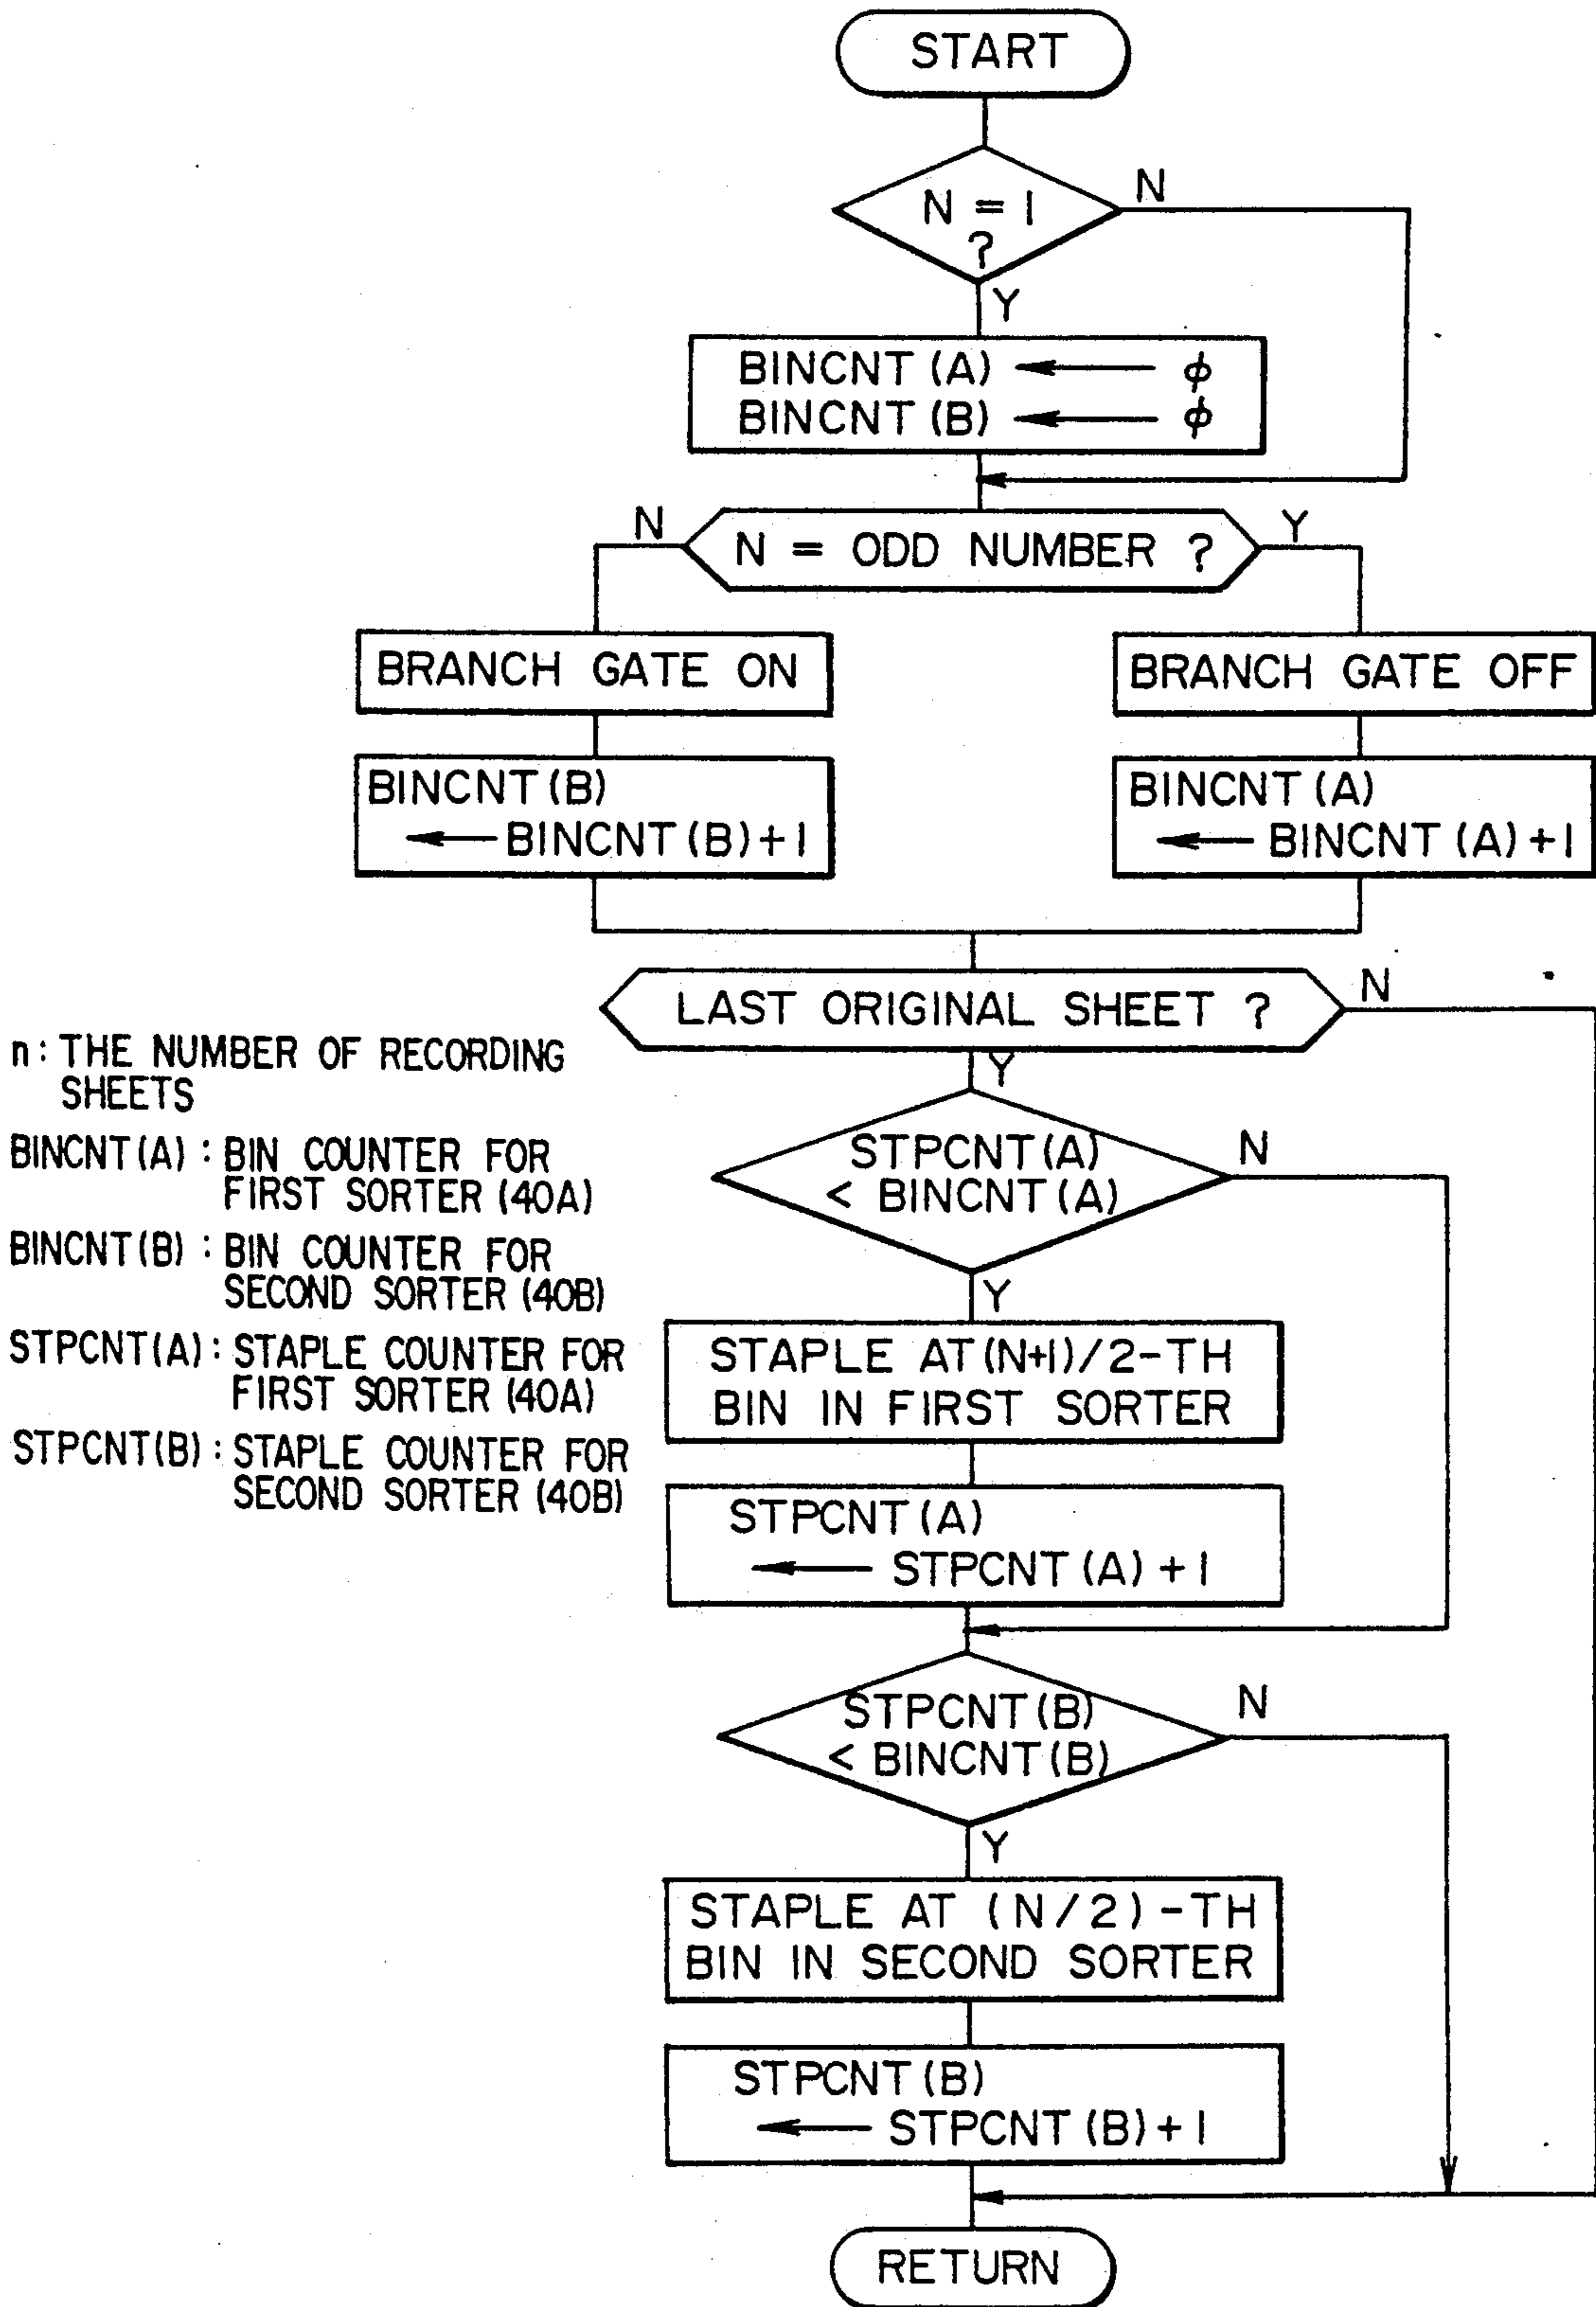 START
N = 1
?
N
Y
BINCNT (A) ← φ
BINCNT (B) ← φ
N
N = ODD NUMBER ?
Y
BRANCH GATE ON
BRANCH GATE OFF
BINCNT (B)
← BINCNT (B) + 1
BINCNT (A)
← BINCNT (A) + 1
LAST ORIGINAL SHEET ?
N
Y
n : THE NUMBER OF RECORDING
SHEETS
BINCNT (A) : BIN COUNTER FOR
FIRST SORTER (40A)
BINCNT (B) : BIN COUNTER FOR
SECOND SORTER (40B)
STPCNT (A) : STAPLE COUNTER FOR
FIRST SORTER (40A)
STPCNT (B) : STAPLE COUNTER FOR
SECOND SORTER (40B)
STPCNT (A)
< BINCNT (A)
N
Y
STAPLE AT (N+1)/2-TH
BIN IN FIRST SORTER
STPCNT (A)
← STPCNT (A) + 1
STPCNT (B)
< BINCNT (B)
N
Y
STAPLE AT (N/2)-TH
BIN IN SECOND SORTER
STPCNT (B)
← STPCNT (B) + 1
RETURN